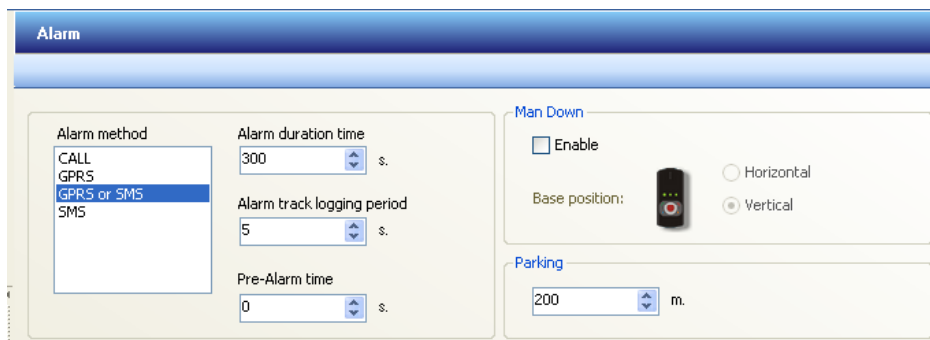 Alarm
Alarm method
CALL
GPRS
GPRS or SMS
SMS
Alarm duration time
300 s.
Alarm track logging period
5 s.
Pre-Alarm time
0 s.
Man Down
Enable
Base position:
Horizontal
Vertical
Parking
200 m.